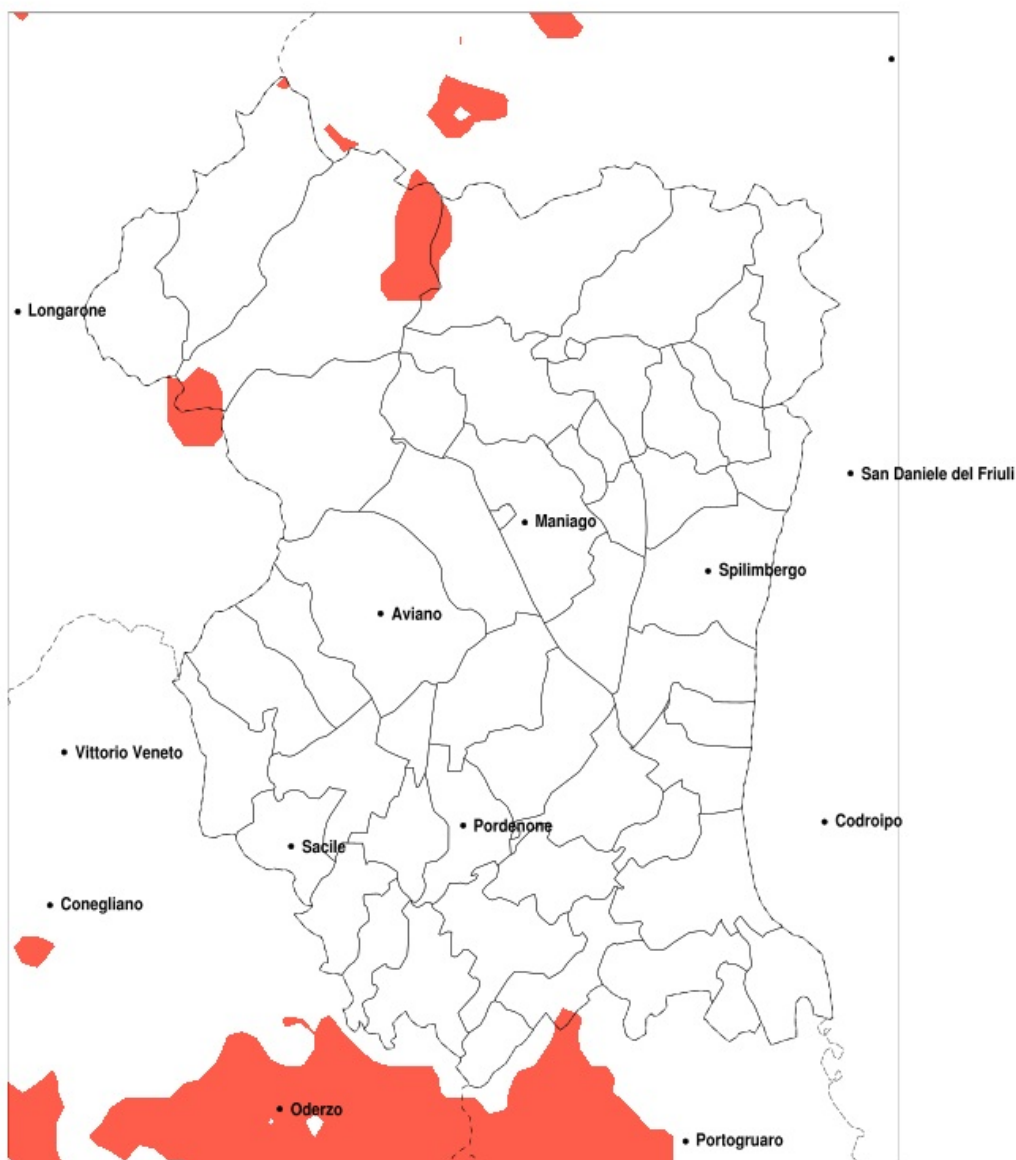 Longarone
San Daniele del Friuli
Maniago
Spilimbergo
Aviano
Vittorio Veneto
Codroipo
Pordenone
Sacile
Conegliano
Oderzo
Portogruaro